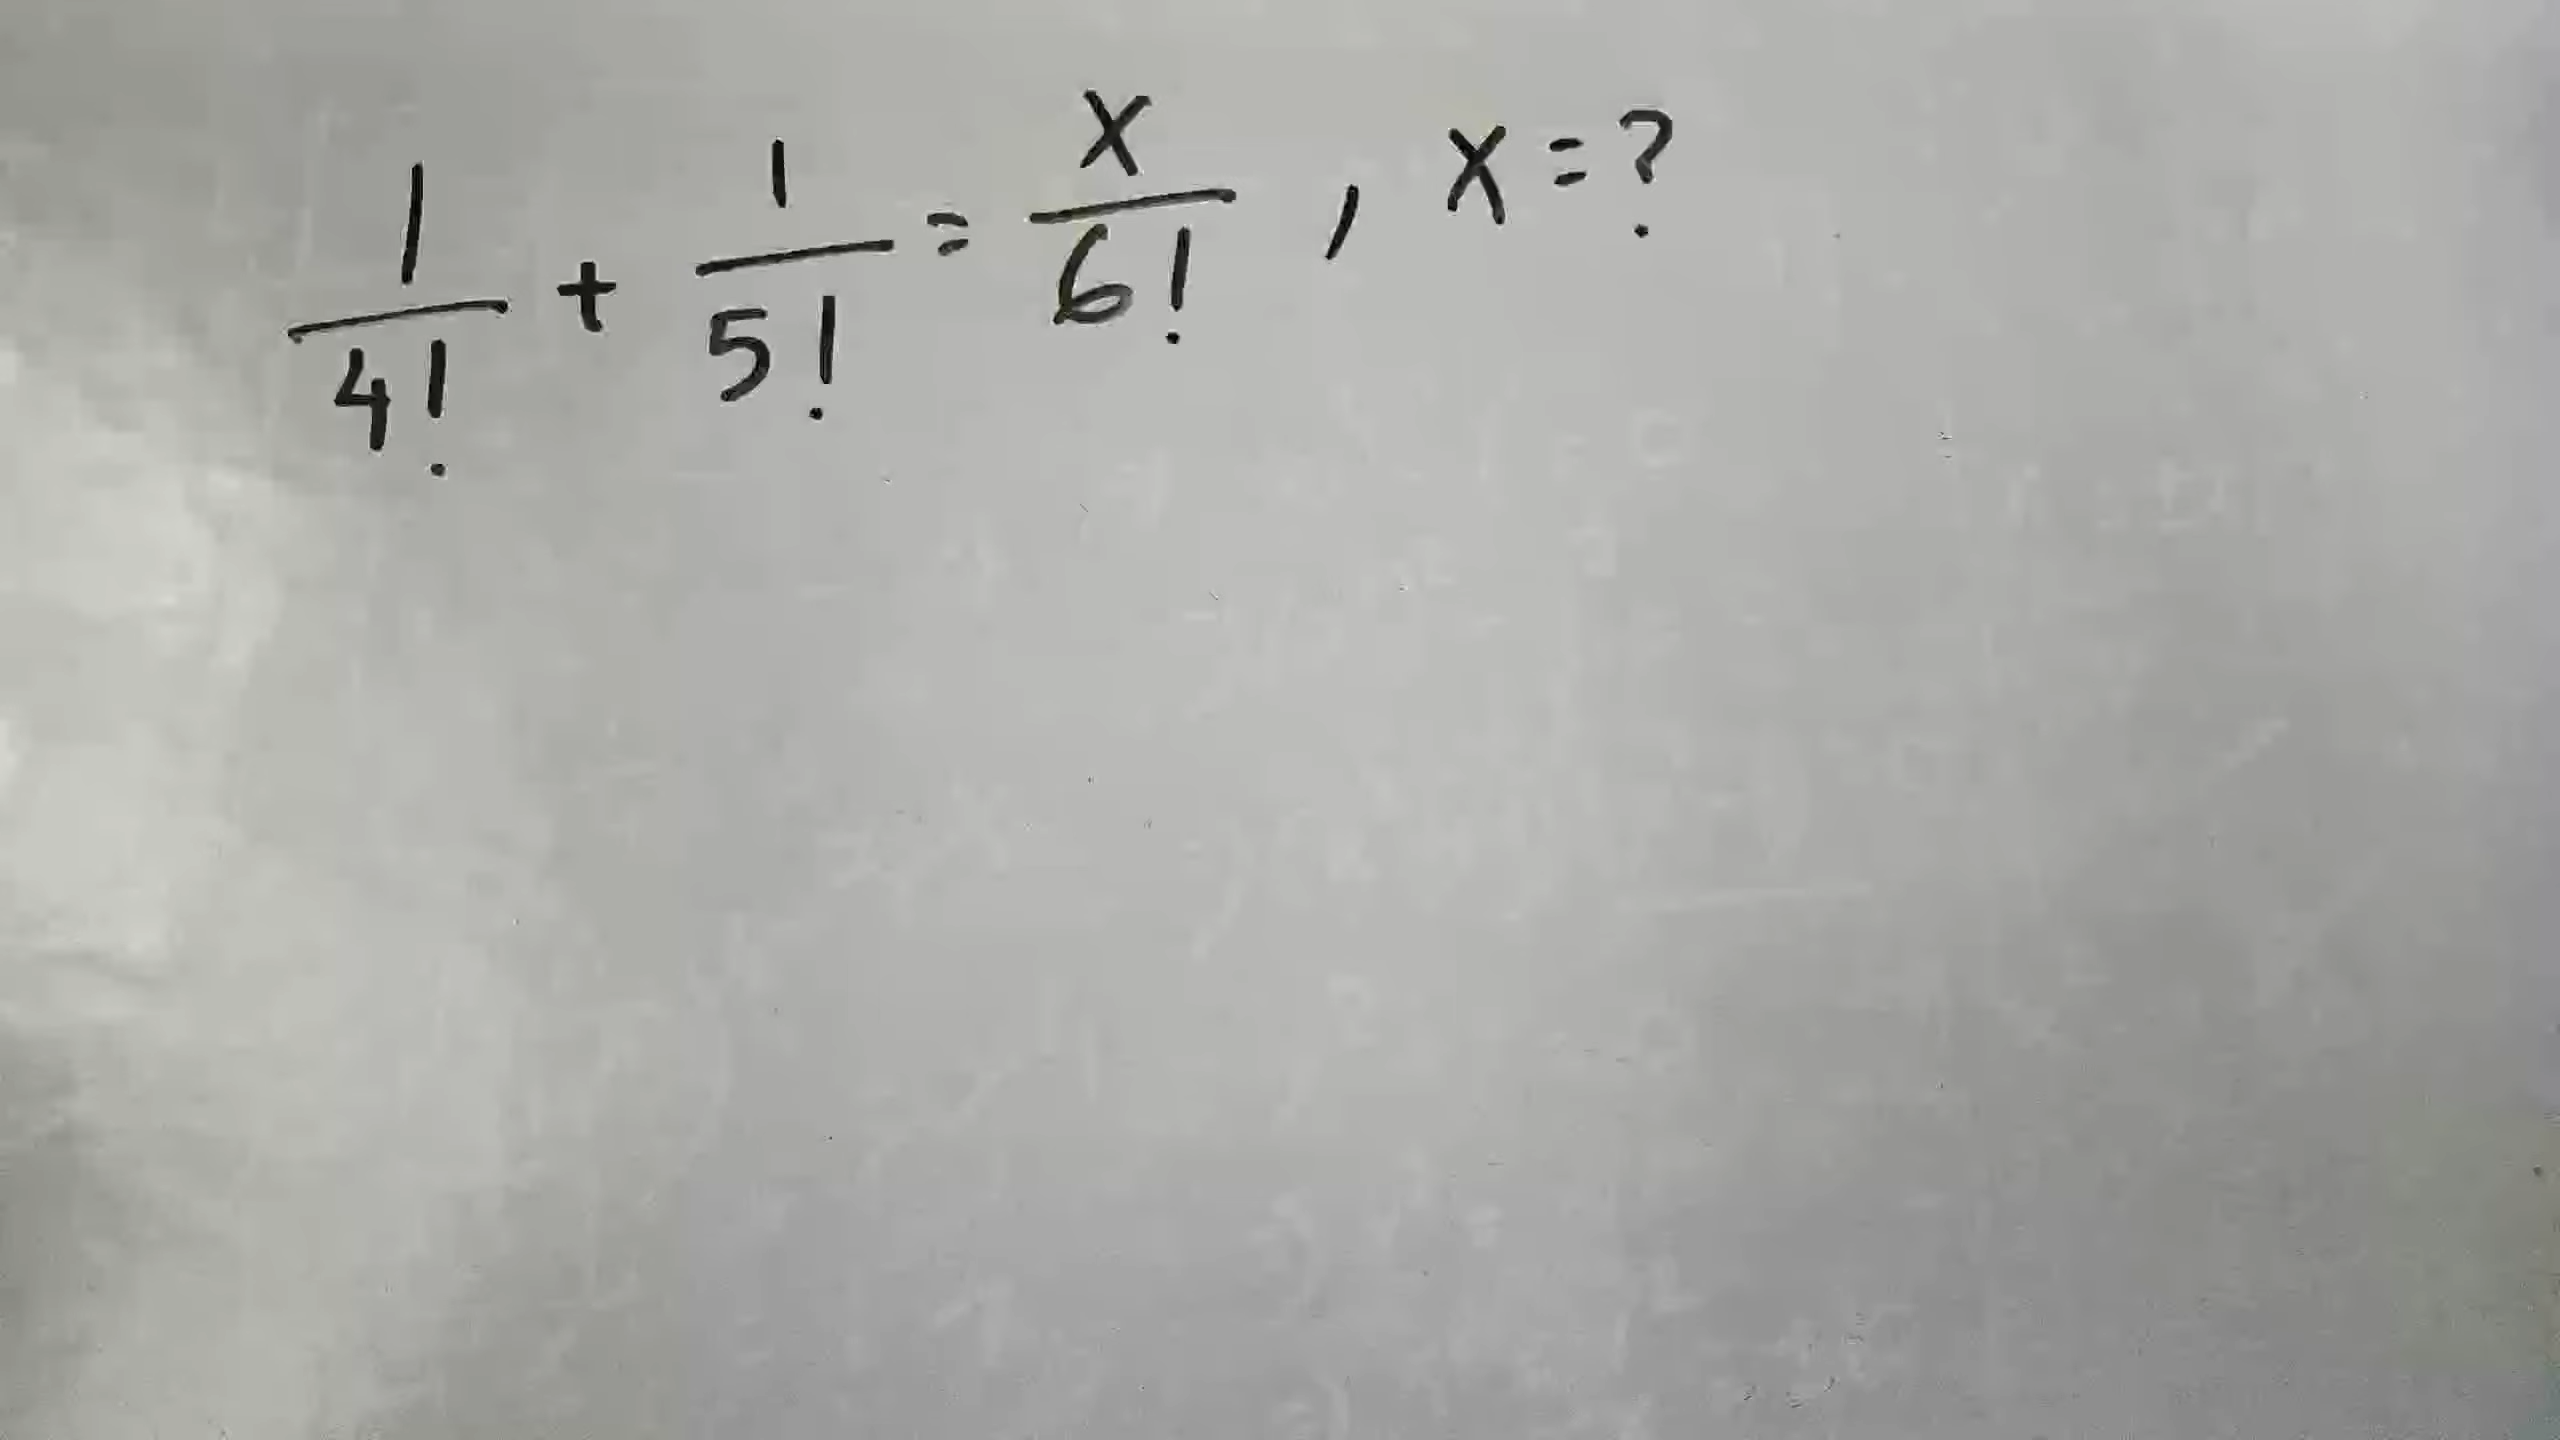 1/4! + 1/5! = x/6! , x = ?